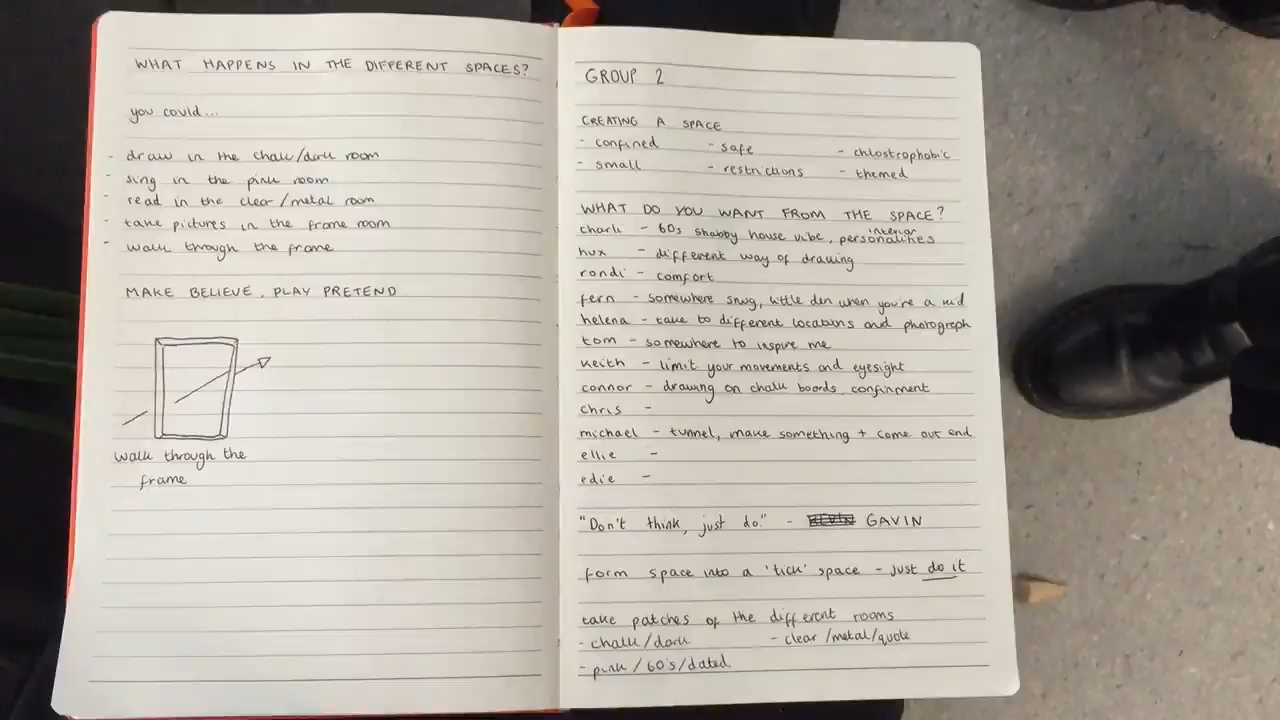 WHAT HAPPENS IN THE DIFFERENT SPACES?
you could...
- draw in the chalk/dark room
- sing in the pink room
- read in the clear/metal room
- take pictures in the frame room
- walk through the frame
MAKE BELIEVE, PLAY PRETEND
walk through the
frame
GROUP 2
CREATING A SPACE
- confined - safe - chlostrophobic
- small - restrictions - themed
WHAT DO YOU WANT FROM THE SPACE?
charli - 60s shabby house vibe, interior personalities
hux - different way of drawing
rondi - comfort
fern - somewhere snug, little den when you're a kid
helena - take to different locations and photograph
tom - somewhere to inspire me
keith - limit your movements and eyesight
connor - drawing on chalk boards, confinment
chris -
michael - tunnel, make something + come out end
ellie -
edie -
"Don't think, just do." - GAVIN
form space into a 'tick' space - just do it
take patches of the different rooms
- chalk/dark - clear/metal/quote
- pink/60's/dated